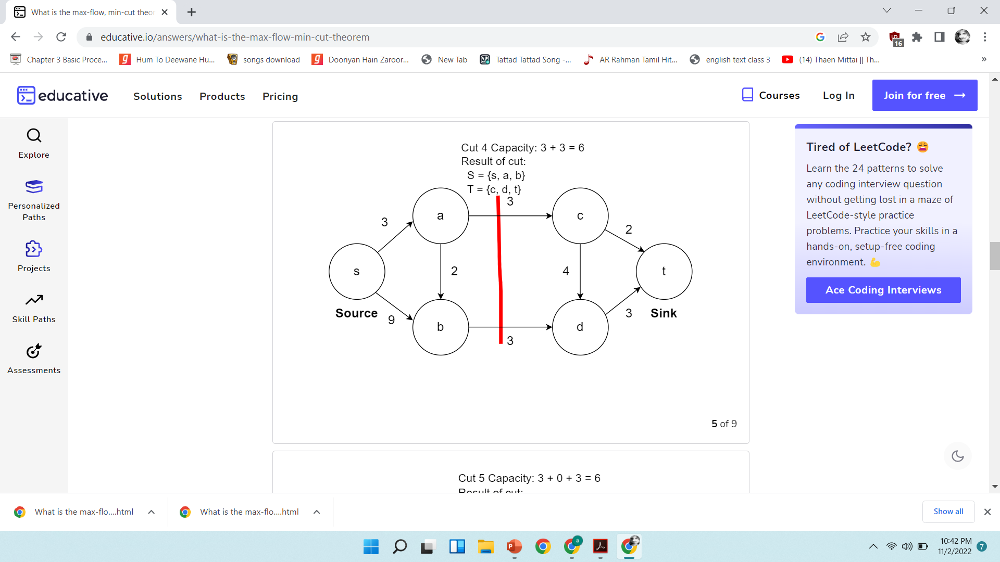 What is the max-flow, min-cut theor
educative.io/answers/what-is-the-max-flow-min-cut-theorem
16
Chapter 3 Basic Proce...
Hum To Deewane Hu...
songs download
Dooriyan Hain Zaroor...
New Tab
Tattad Tattad Song -...
AR Rahman Tamil Hit...
english text class 3
(14) Thaen Mittai || Th...
»
educative
Solutions
Products
Pricing
Courses
Log In
Join for free →
Explore
Personalized
Paths
Projects
Skill Paths
Assessments
Cut 4 Capacity: 3 + 3 = 6
Result of cut:
S = {s, a, b}
T = {c, d, t}
3
a
c
3
2
s
2
4
t
Source
9
3
Sink
b
d
3
5 of 9
Cut 5 Capacity: 3 + 0 + 3 = 6
Result of cut:
Tired of LeetCode? 😩
Learn the 24 patterns to solve
any coding interview question
without getting lost in a maze of
LeetCode-style practice
problems. Practice your skills in a
hands-on, setup-free coding
environment. 💪
Ace Coding Interviews
What is the max-flo....html
What is the max-flo....html
Show all
a
10:42 PM
11/2/2022
7